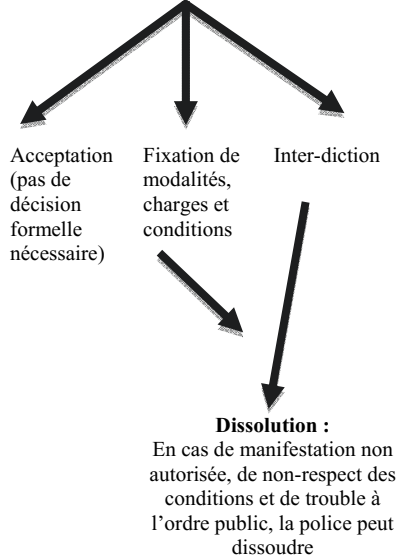 Acceptation
(pas de
décision
formelle
nécessaire)
Fixation de
modalités,
charges et
conditions
Inter-diction
Dissolution :
En cas de manifestation non
autorisée, de non-respect des
conditions et de trouble à
l’ordre public, la police peut
dissoudre